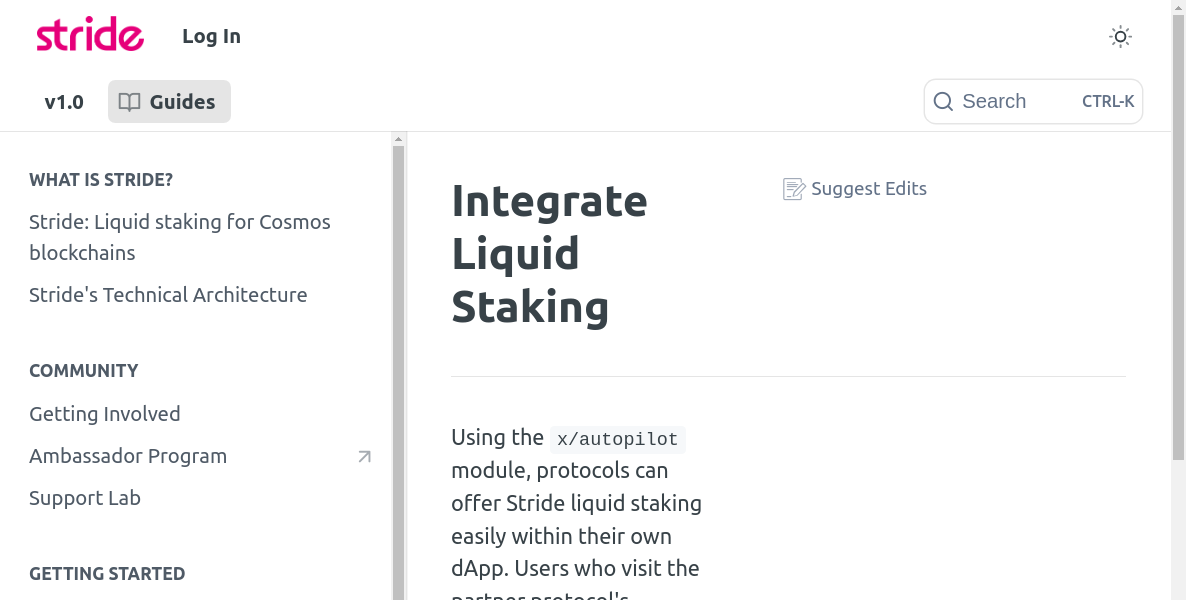 stride
Log In
v1.0
Guides
Search
CTRL-K
WHAT IS STRIDE?
Stride: Liquid staking for Cosmos
blockchains
Stride's Technical Architecture
COMMUNITY
Getting Involved
Ambassador Program
Support Lab
GETTING STARTED
Integrate
Liquid
Staking
Suggest Edits
Using the x/autopilot
module, protocols can
offer Stride liquid staking
easily within their own
dApp. Users who visit the
partner protocol's